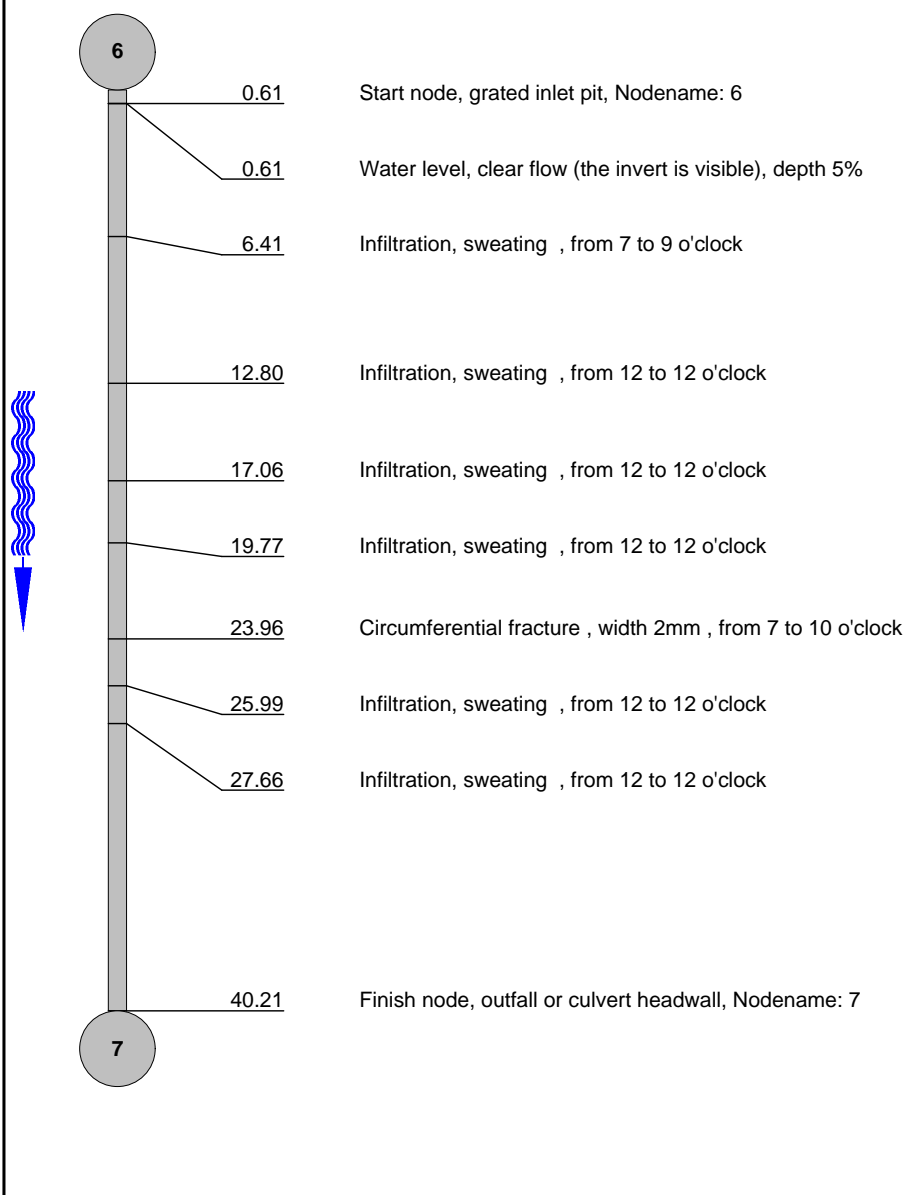 6
0.61 Start node, grated inlet pit, Nodename: 6
0.61 Water level, clear flow (the invert is visible), depth 5%
6.41 Infiltration, sweating , from 7 to 9 o'clock
12.80 Infiltration, sweating , from 12 to 12 o'clock
17.06 Infiltration, sweating , from 12 to 12 o'clock
19.77 Infiltration, sweating , from 12 to 12 o'clock
23.96 Circumferential fracture , width 2mm , from 7 to 10 o'clock
25.99 Infiltration, sweating , from 12 to 12 o'clock
27.66 Infiltration, sweating , from 12 to 12 o'clock
40.21 Finish node, outfall or culvert headwall, Nodename: 7
7